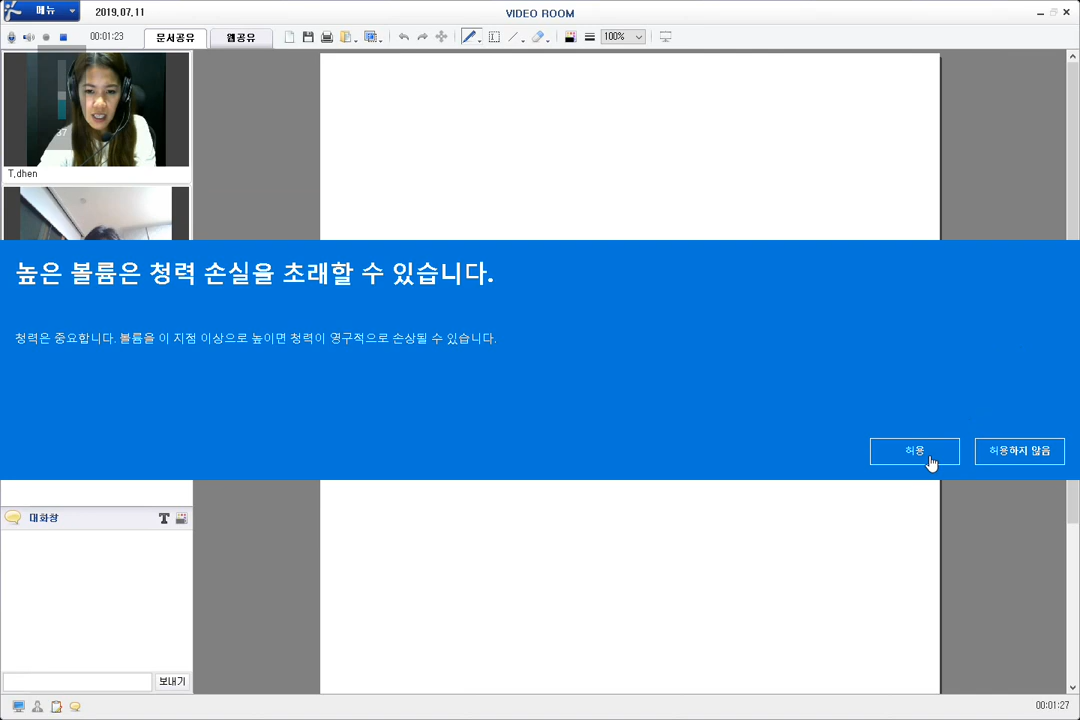 메뉴
2019.07.11
VIDEO ROOM
00:01:23
문서공유
웹공유
100%
37
T.dhen
높은 볼륨은 청력 손실을 초래할 수 있습니다.
청력은 중요합니다. 볼륨을 이 지점 이상으로 높이면 청력이 영구적으로 손상될 수 있습니다.
허용
허용하지 않음
대화창
T
보내기
00:01:27